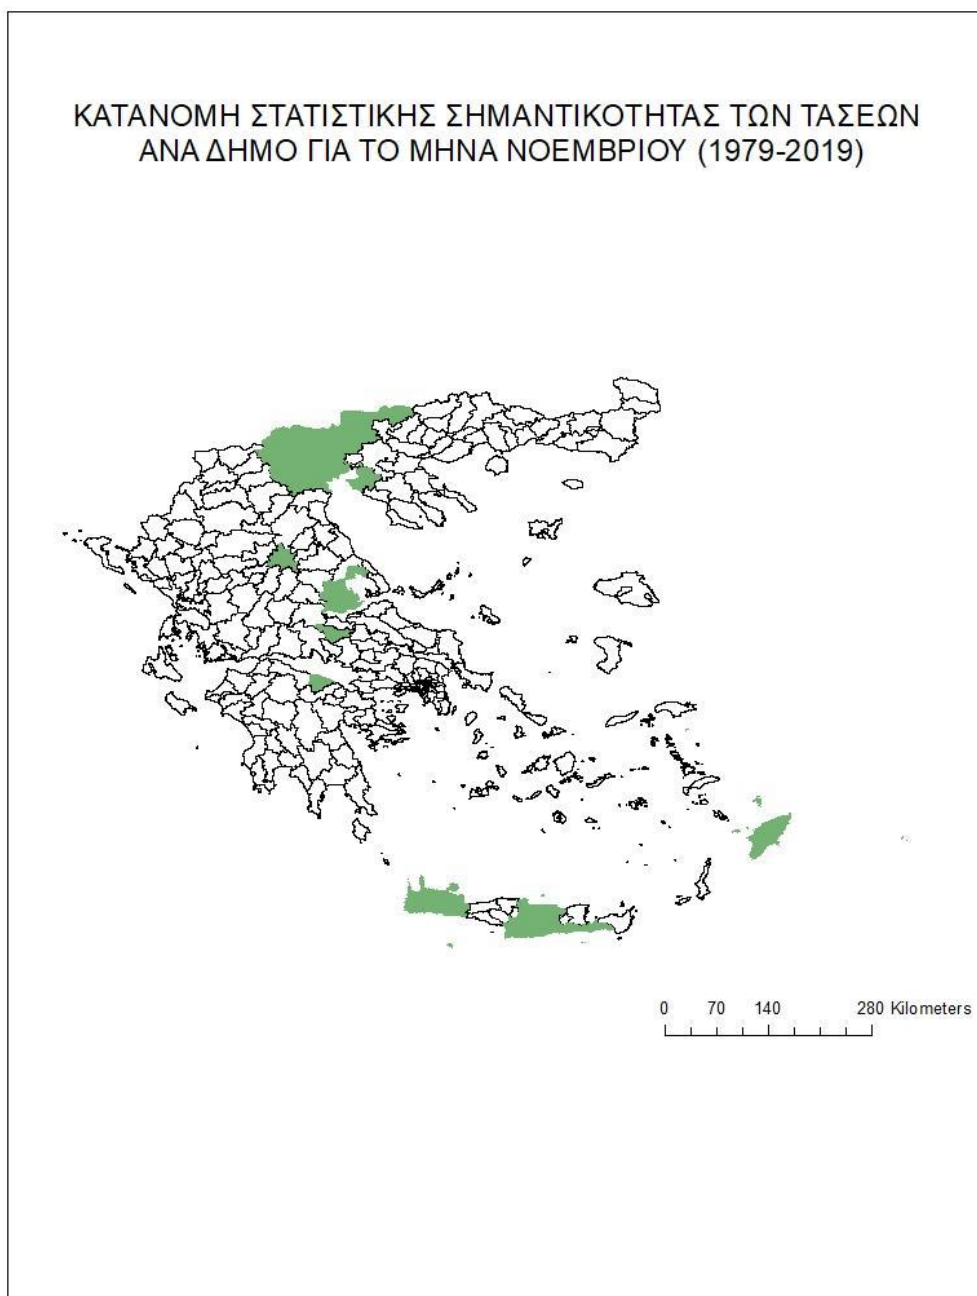 ΚΑΤΑΝΟΜΗ ΣΤΑΤΙΣΤΙΚΗΣ ΣΗΜΑΝΤΙΚΟΤΗΤΑΣ ΤΩΝ ΤΑΣΕΩΝ
ΑΝΑ ΔΗΜΟ ΓΙΑ ΤΟ ΜΗΝΑ ΝΟΕΜΒΡΙΟΥ (1979-2019)
0 70 140 280 Kilometers